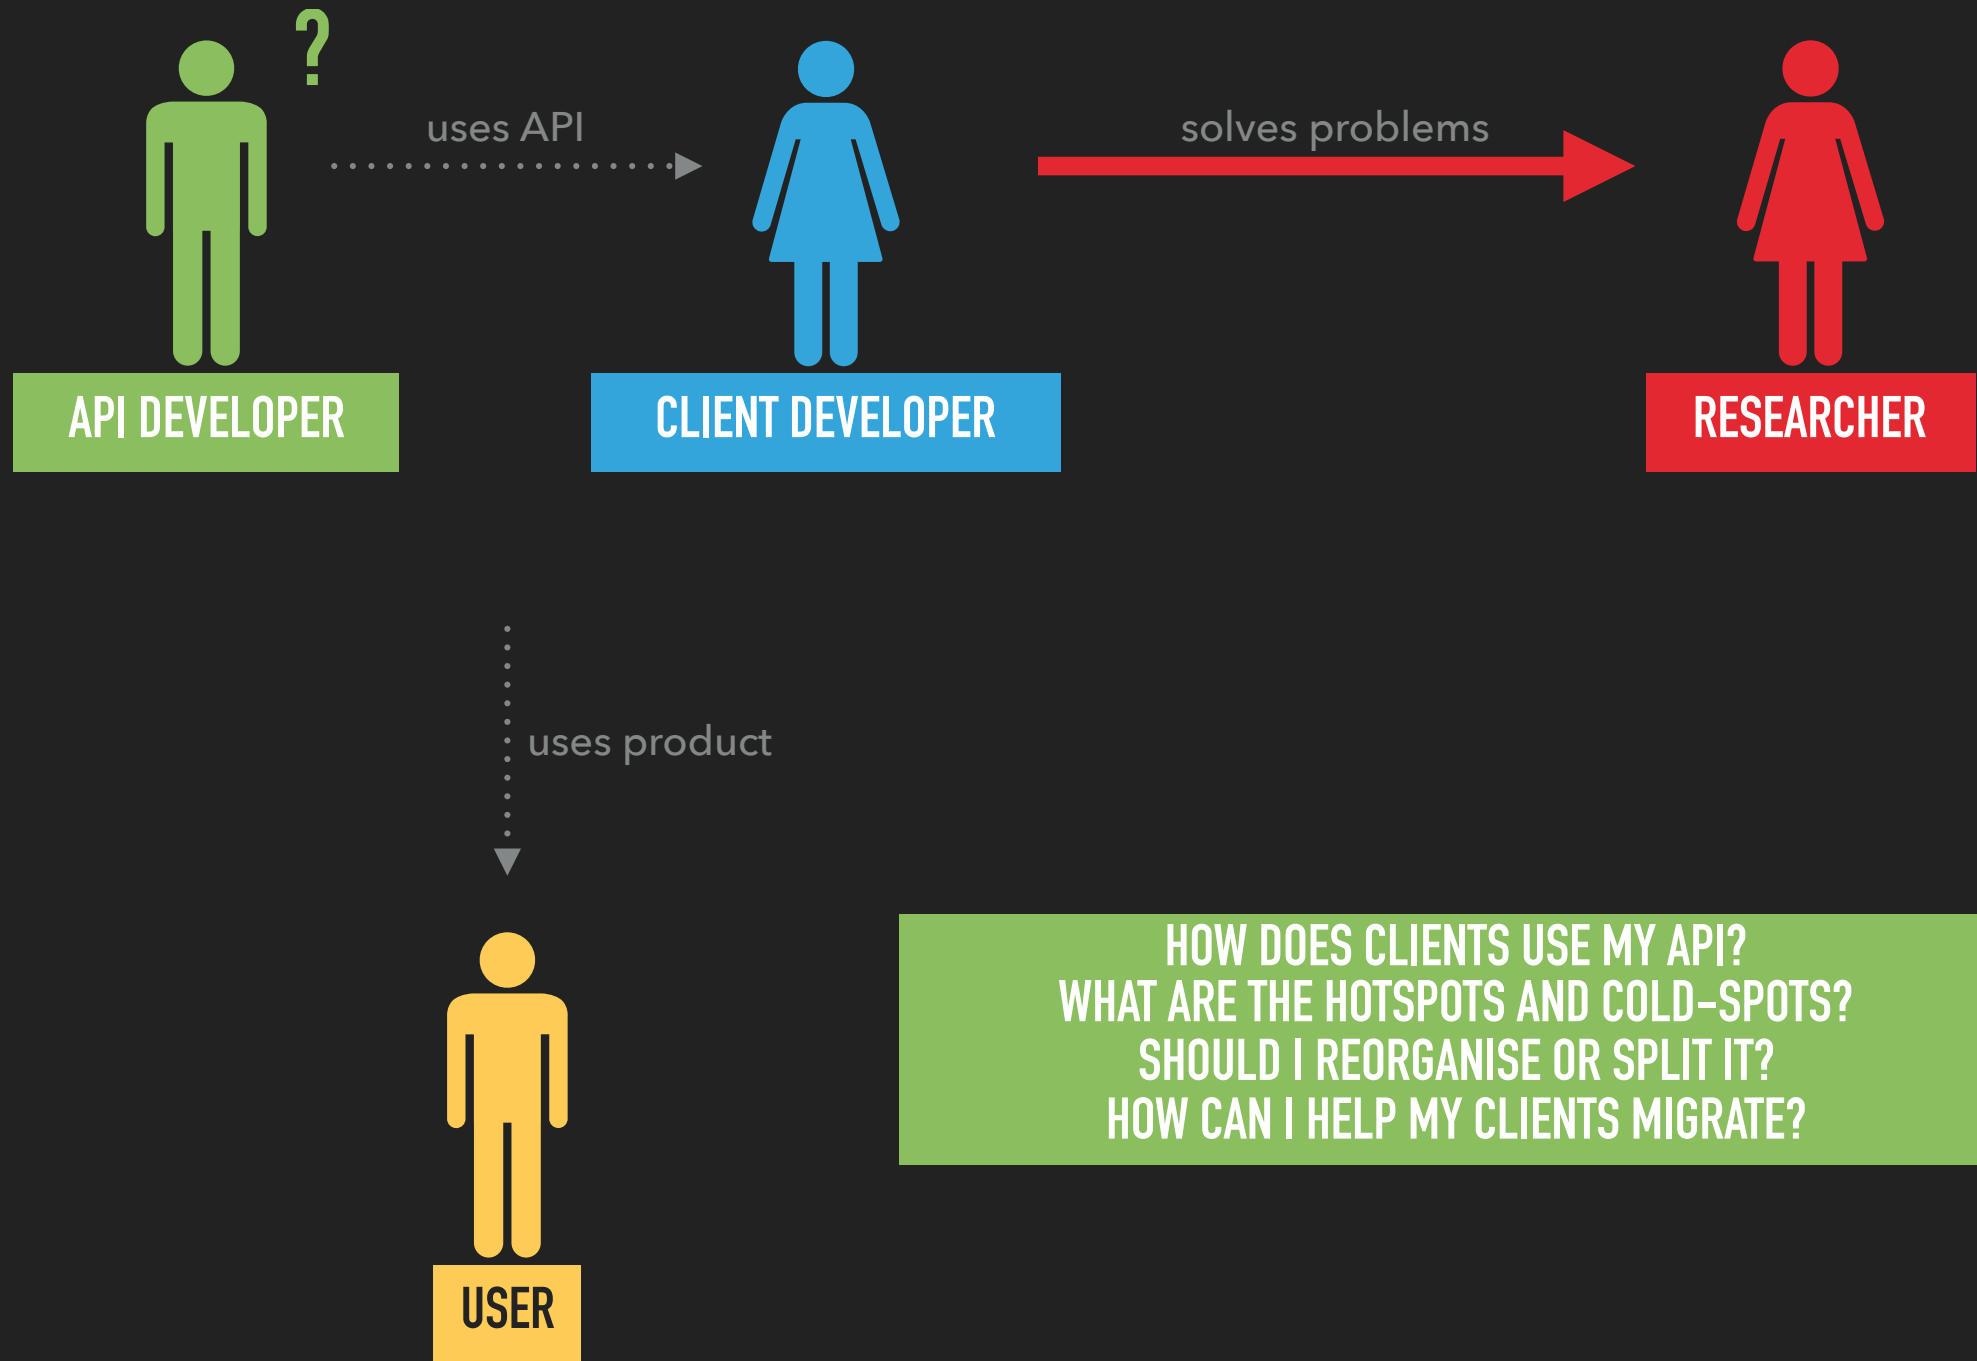 ?
uses API
solves problems
API DEVELOPER
CLIENT DEVELOPER
RESEARCHER
uses product
HOW DOES CLIENTS USE MY API?
WHAT ARE THE HOTSPOTS AND COLD-SPOTS?
SHOULD I REORGANISE OR SPLIT IT?
HOW CAN I HELP MY CLIENTS MIGRATE?
USER